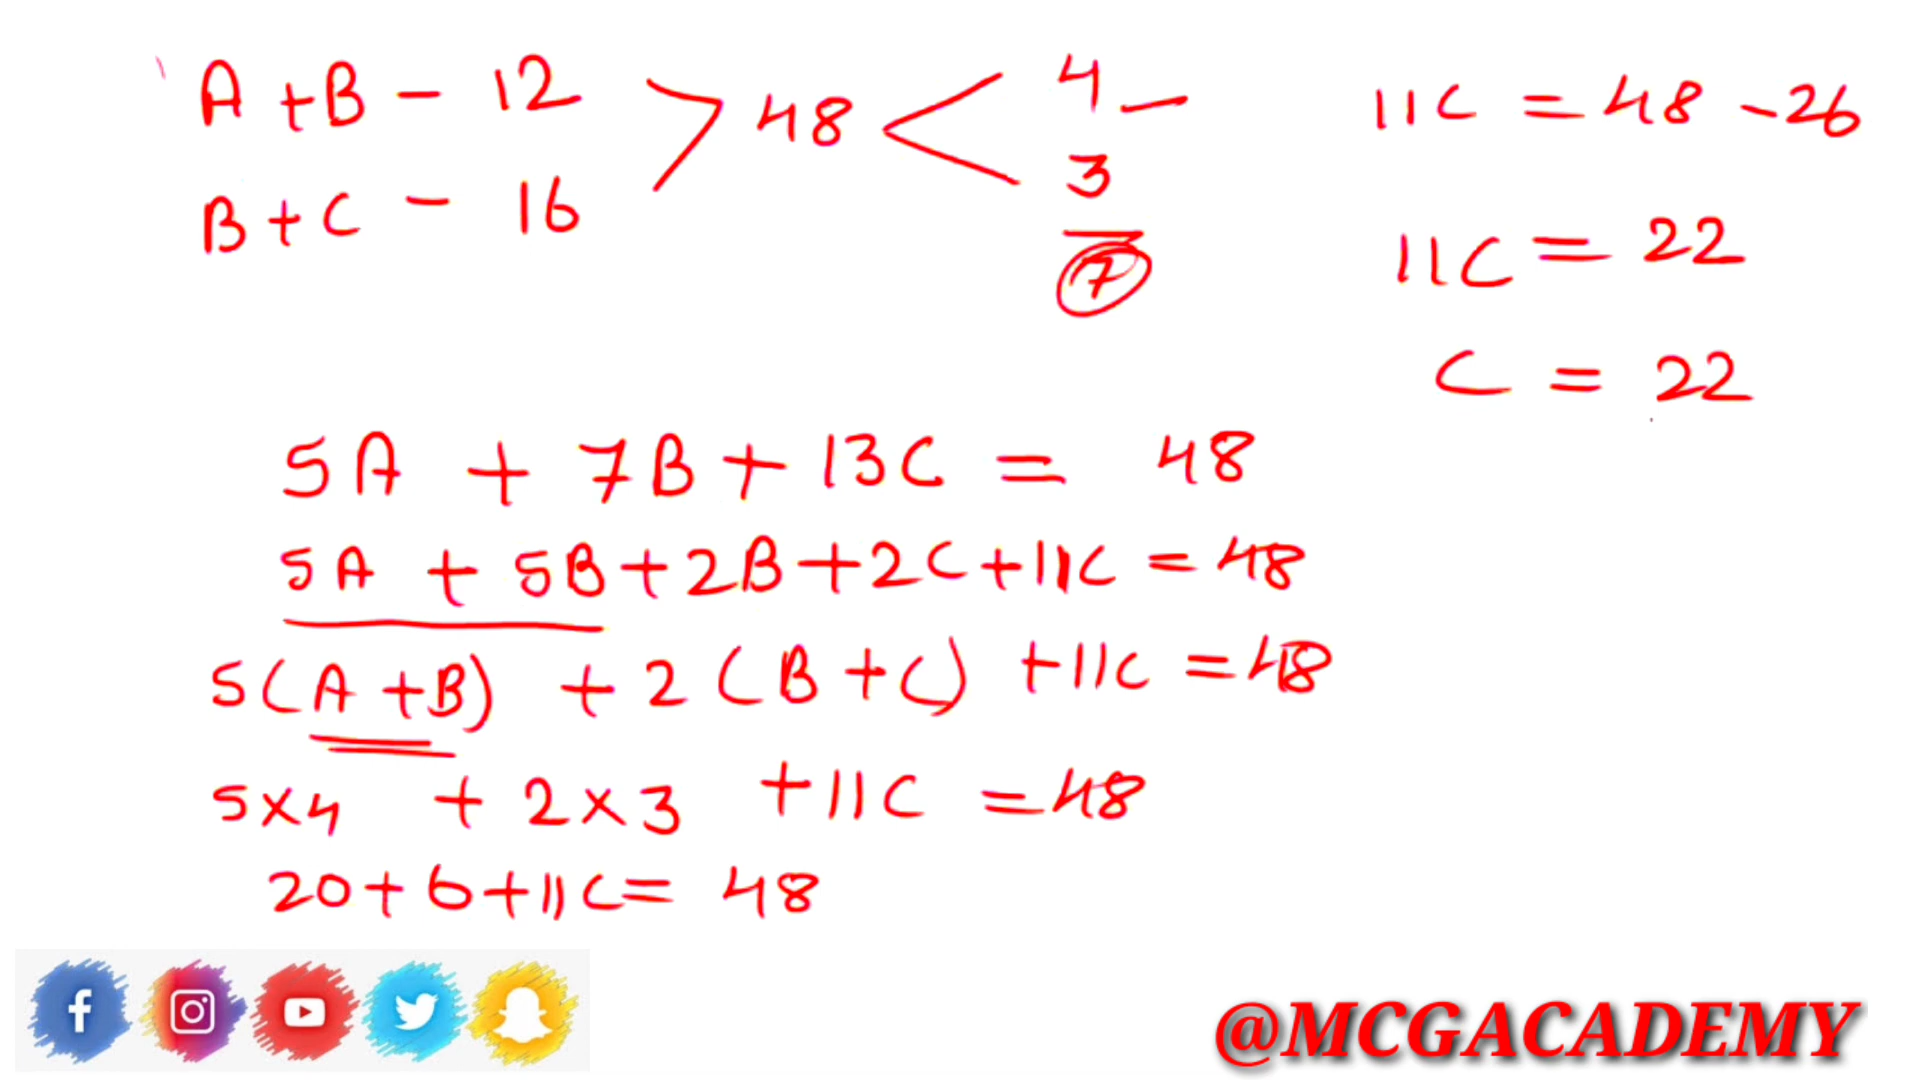 A + B - 12
B + C - 16
48
4 -
3
7
11C = 48 - 26
11C = 22
C = 22
5A + 7B + 13C = 48
5A + 5B + 2B + 2C + 11C = 48
5(A + B) + 2(B + C) + 11C = 48
5 × 4 + 2 × 3 + 11C = 48
20 + 6 + 11C = 48
@MCGACADEMY